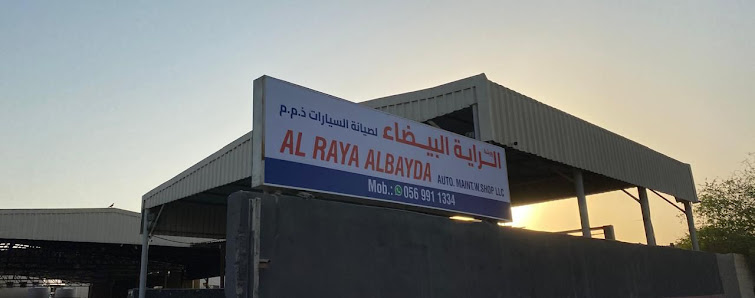 الراية البيضاء لصيانة السيارات ذ.م.م
AL RAYA ALBAYDA AUTO. MAINT.'N.SHOP LLC
Mob.: 056 991 1334